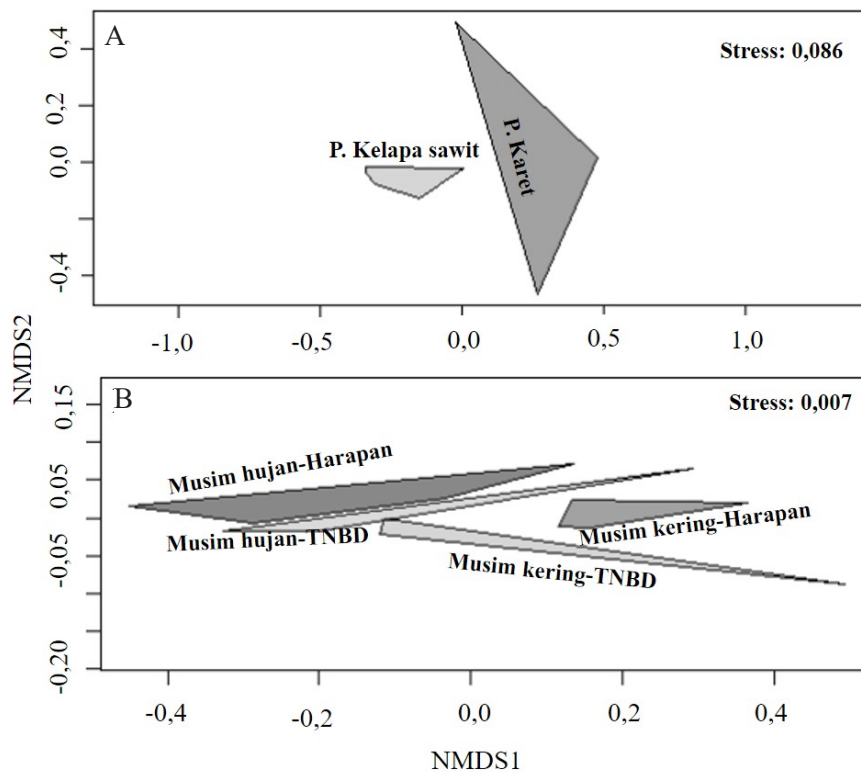 A
Stress: 0,086
0,4
0,2
0,0
-0,4
P. Kelapa sawit
P. Karet
-1,0
-0,5
0,0
0,5
1,0
NMDS2
B
Stress: 0,007
0,15
0,05
-0,05
-0,20
Musim hujan-Harapan
Musim hujan-TNBD
Musim kering-Harapan
Musim kering-TNBD
-0,4
-0,2
0,0
0,2
0,4
NMDS1